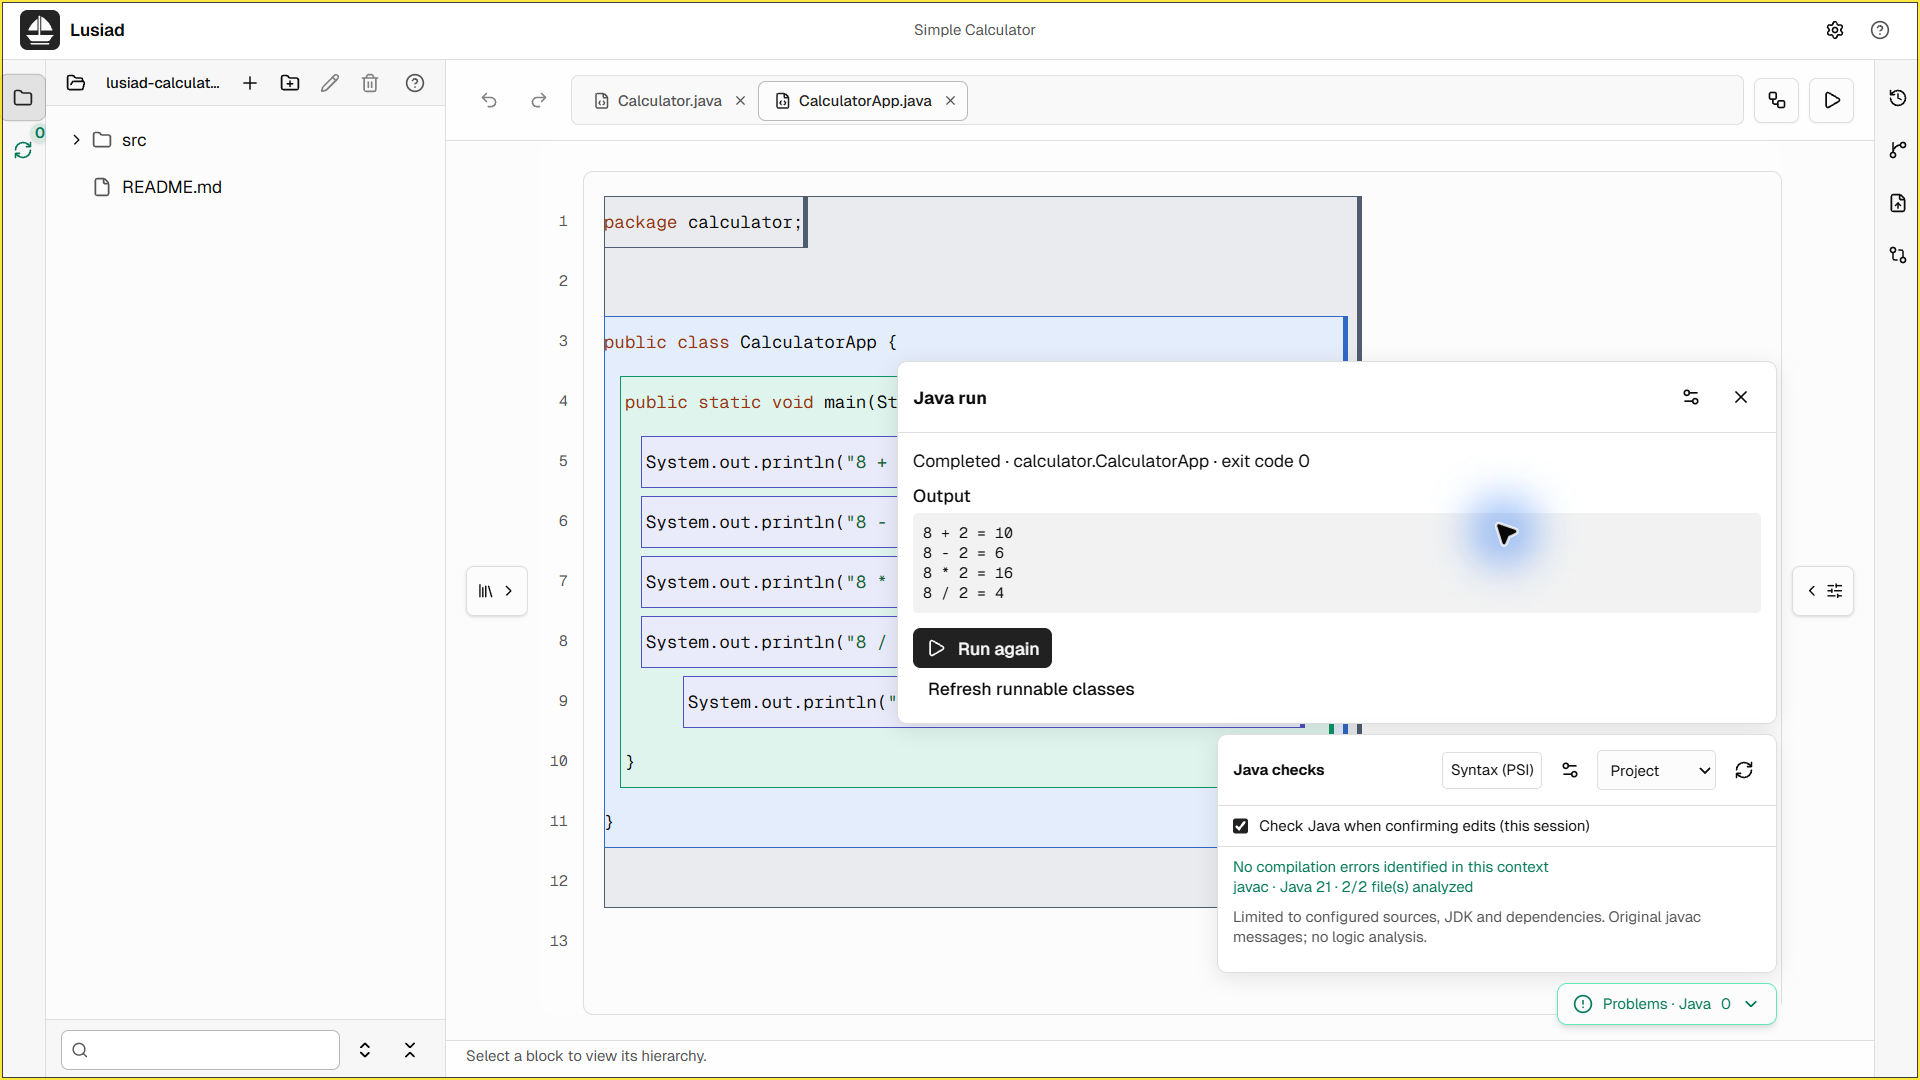 Lusiad
Simple Calculator
lusiad-calculat...
0
src
README.md
Calculator.java
CalculatorApp.java
1
package calculator;
2
3
public class CalculatorApp {
4
public static void main(St
5
System.out.println("8 +
6
System.out.println("8 -
7
System.out.println("8 *
8
System.out.println("8 /
9
System.out.println("
10
}
11
}
12
13
Java run
Completed · calculator.CalculatorApp · exit code 0
Output
8 + 2 = 10
8 - 2 = 6
8 * 2 = 16
8 / 2 = 4
Run again
Refresh runnable classes
Java checks
Syntax (PSI)
Project
Check Java when confirming edits (this session)
No compilation errors identified in this context
javac · Java 21 · 2/2 file(s) analyzed
Limited to configured sources, JDK and dependencies. Original javac
messages; no logic analysis.
Problems · Java 0
Select a block to view its hierarchy.